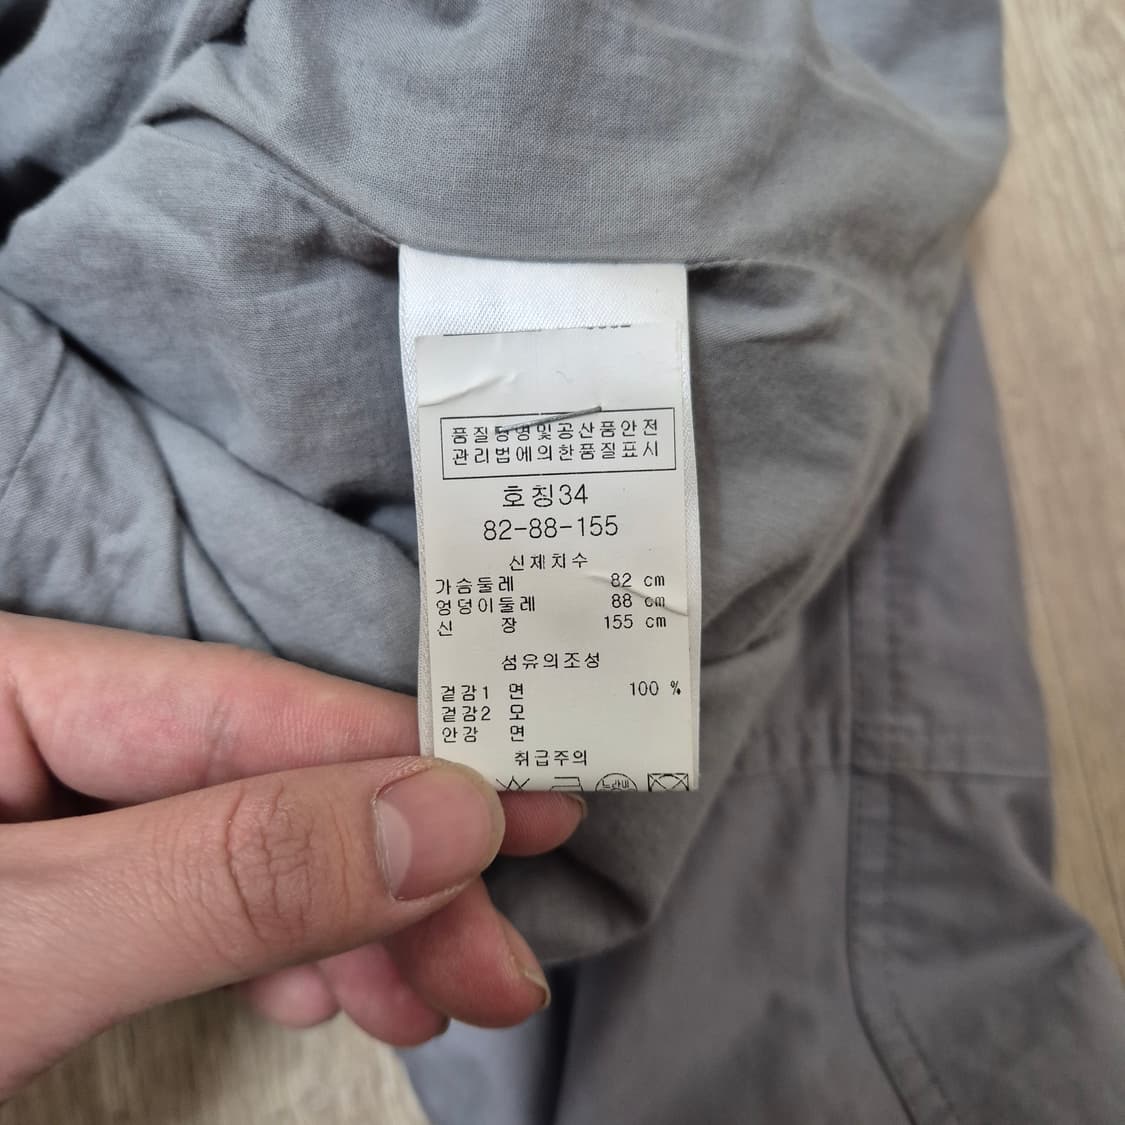 품질경영및공산품안전
관리법에의한품질표시
호칭34
82-88-155
신체치수
가슴둘레 82 cm
엉덩이둘레 88 cm
신 장 155 cm
섬유의조성
겉감1 면 100 %
겉감2 모
안감 면
취급주의